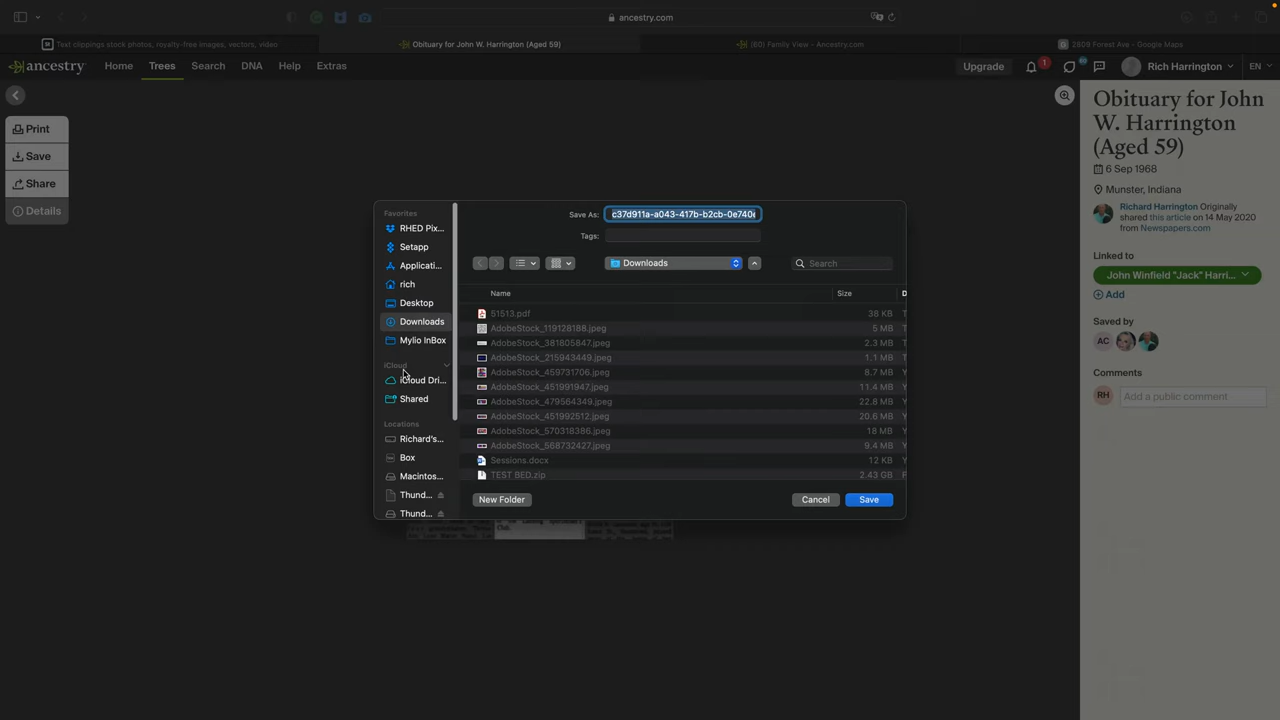 ancestry.com
Text clippings stock photos, royalty-free images, vectors, video
Obituary for John W. Harrington (Aged 59)
(60) Family View - Ancestry.com
2809 Forest Ave - Google Maps
ancestry
Home
Trees
Search
DNA
Help
Extras
Upgrade
1
60
Rich Harrington
EN
Print
Save
Share
Details
Favorites
RHED Pix...
Setapp
Applicati...
rich
Desktop
Downloads
Mylio InBox
iCloud
iCloud Dri...
Shared
Locations
Richard's...
Box
Macintos...
Thund...
Thund...
Save As:
c37d911a-a043-417b-b2cb-0e740
Tags:
Downloads
Search
Name
Size
D
51513.pdf 38 KB T
AdobeStock_119128188.jpeg 5 MB T
AdobeStock_381805847.jpeg 2.3 MB T
AdobeStock_215943449.jpeg 1.1 MB T
AdobeStock_459731706.jpeg 8.7 MB Y
AdobeStock_451991947.jpeg 11.4 MB Y
AdobeStock_479564349.jpeg 22.8 MB Y
AdobeStock_451992512.jpeg 20.6 MB Y
AdobeStock_570318386.jpeg 18 MB Y
AdobeStock_568732427.jpeg 9.4 MB Y
Sessions.docx 12 KB Y
TEST BED.zip 2.43 GB
New Folder
Cancel
Save
Club.
Obituary for John
W. Harrington
(Aged 59)
6 Sep 1968
Munster, Indiana
Richard Harrington Originally
shared this article on 14 May 2020
from Newspapers.com
Linked to
John Winfield "Jack" Harri...
Add
Saved by
AC
Comments
RH
Add a public comment